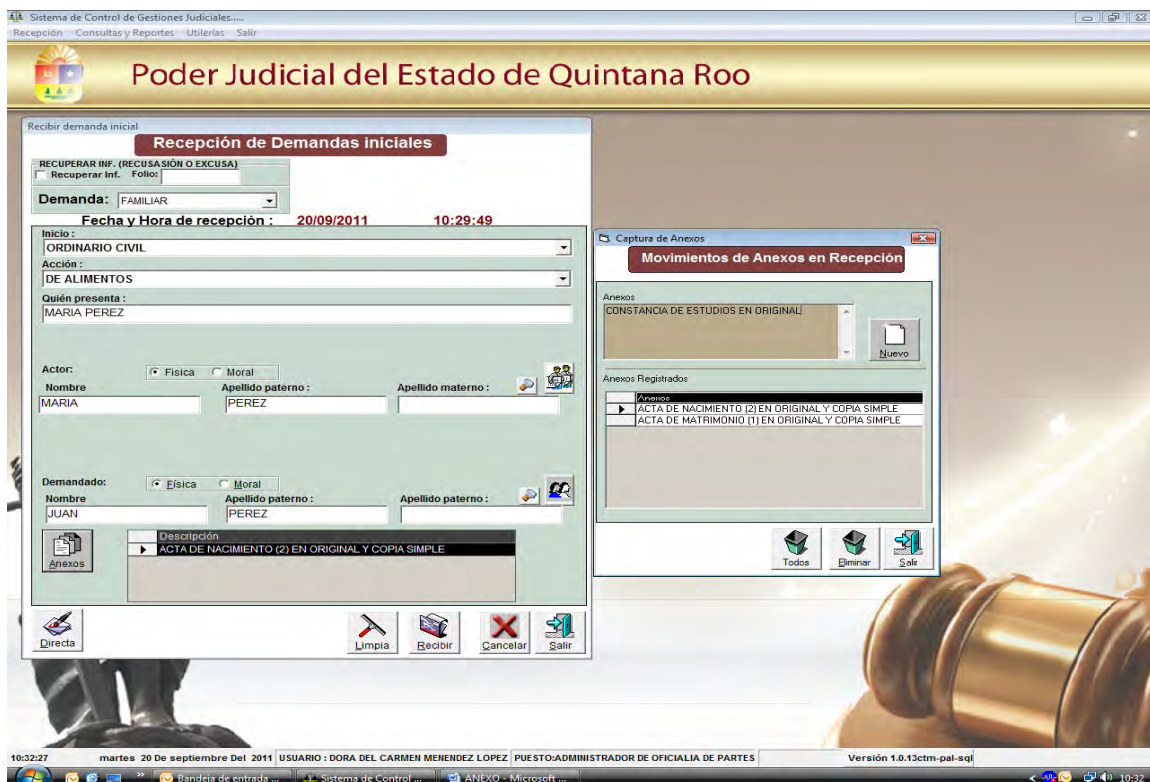 Sistema de Control de Gestiones Judiciales.....
Recepción Consultas y Reportes Utilerías Salir
Poder Judicial del Estado de Quintana Roo
Recibir demanda inicial
Recepción de Demandas iniciales
RECUPERAR INF. (RECUSASIÓN O EXCUSA)
Recuperar Inf. Folio:
Demanda: FAMILIAR
Fecha y Hora de recepción : 20/09/2011 10:29:49
Inicio :
ORDINARIO CIVIL
Acción :
DE ALIMENTOS
Quién presenta :
MARIA PEREZ
Actor: Fisica Moral
Nombre Apellido paterno : Apellido materno :
MARIA PEREZ
Demandado: Física Moral
Nombre Apellido paterno : Apellido paterno :
JUAN PEREZ
Anexos
Descripción
ACTA DE NACIMIENTO (2) EN ORIGINAL Y COPIA SIMPLE
Directa Limpia Recibir Cancelar Salir
Captura de Anexos
Movimientos de Anexos en Recepción
Anexos
CONSTANCIA DE ESTUDIOS EN ORIGINAL
Nuevo
Anexos Registrados
Anexos
ACTA DE NACIMIENTO (2) EN ORIGINAL Y COPIA SIMPLE
ACTA DE MATRIMONIO (1) EN ORIGINAL Y COPIA SIMPLE
Todos Eliminar Salir
10:32:27 martes 20 De septiembre Del 2011 USUARIO : DORA DEL CARMEN MENENDEZ LOPEZ PUESTO:ADMINISTRADOR DE OFICIALIA DE PARTES Versión 1.0.13ctm-pal-sql
Bandeja de entrada ... Sistema de Control ... ANEXO - Microsoft ... 10:32